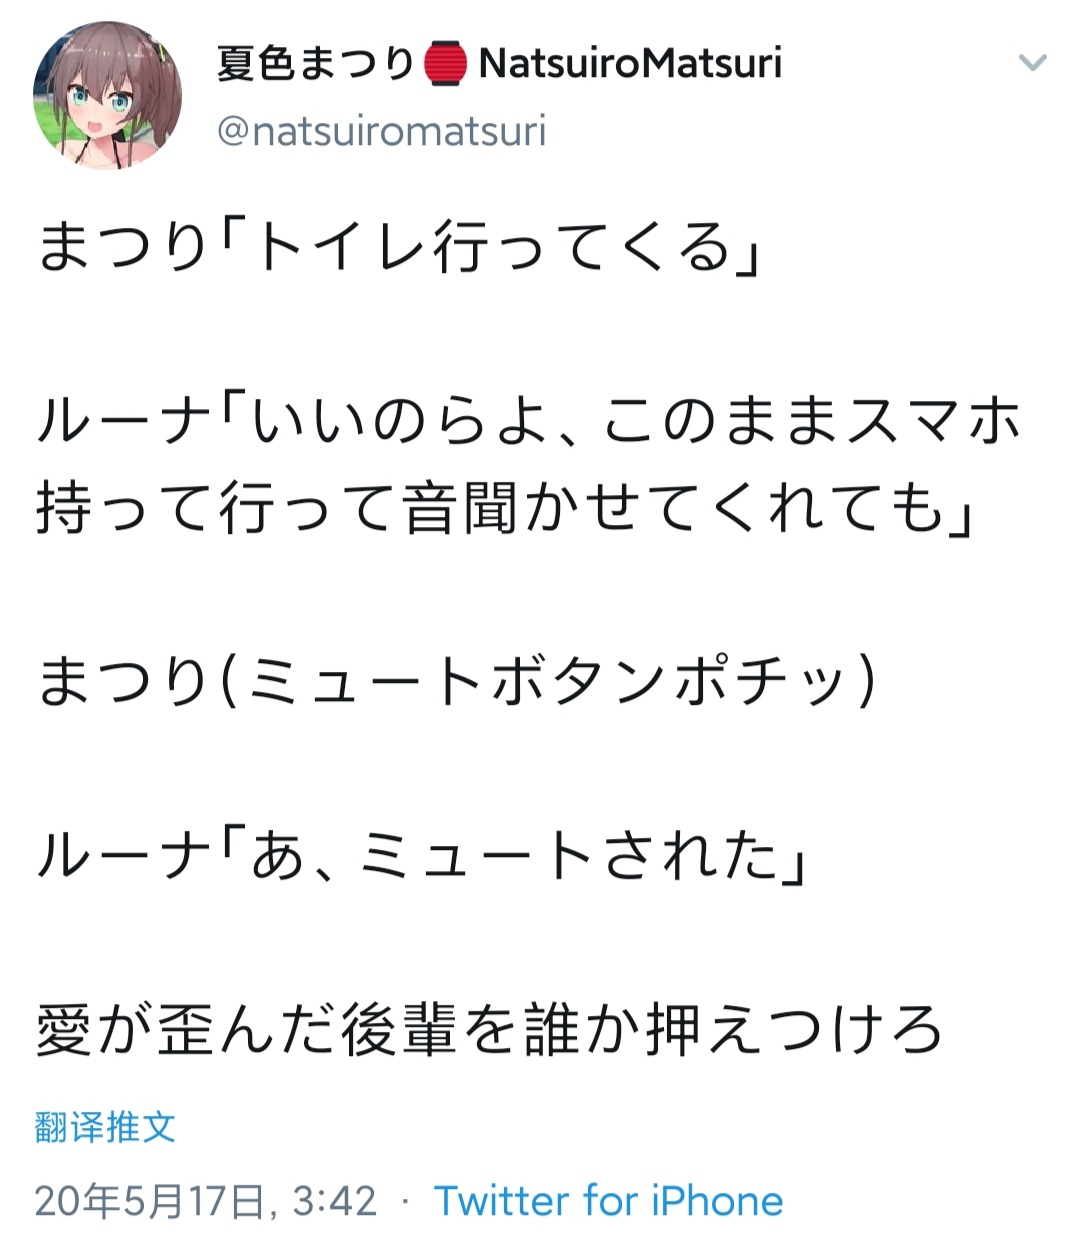 夏色まつり🏮NatsuiroMatsuri
@natsuiromatsuri
まつり「トイレ行ってくる」
ルーナ「いいのらよ、このままスマホ
持って行って音聞かせてくれても」
まつり(ミュートボタンポチッ)
ルーナ「あ、ミュートされた」
愛が歪んだ後輩を誰か押えつけろ
翻译推文
20年5月17日, 3:42 · Twitter for iPhone